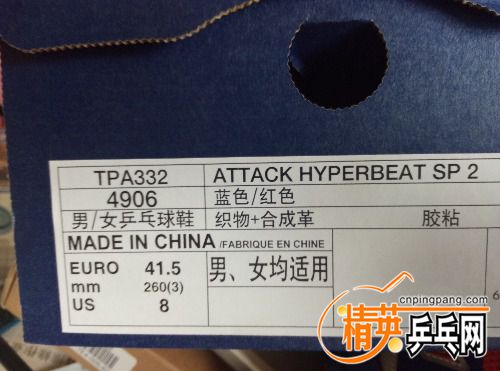 TPA332 ATTACK HYPERBEAT SP 2
4906 蓝色/红色
男/女乒乓球鞋 织物+合成革 胶粘
MADE IN CHINA /FABRIQUE EN CHINE
EURO 41.5 男、女均适用
mm 260(3)
US 8
cnpingpang.com
精英乒乓网